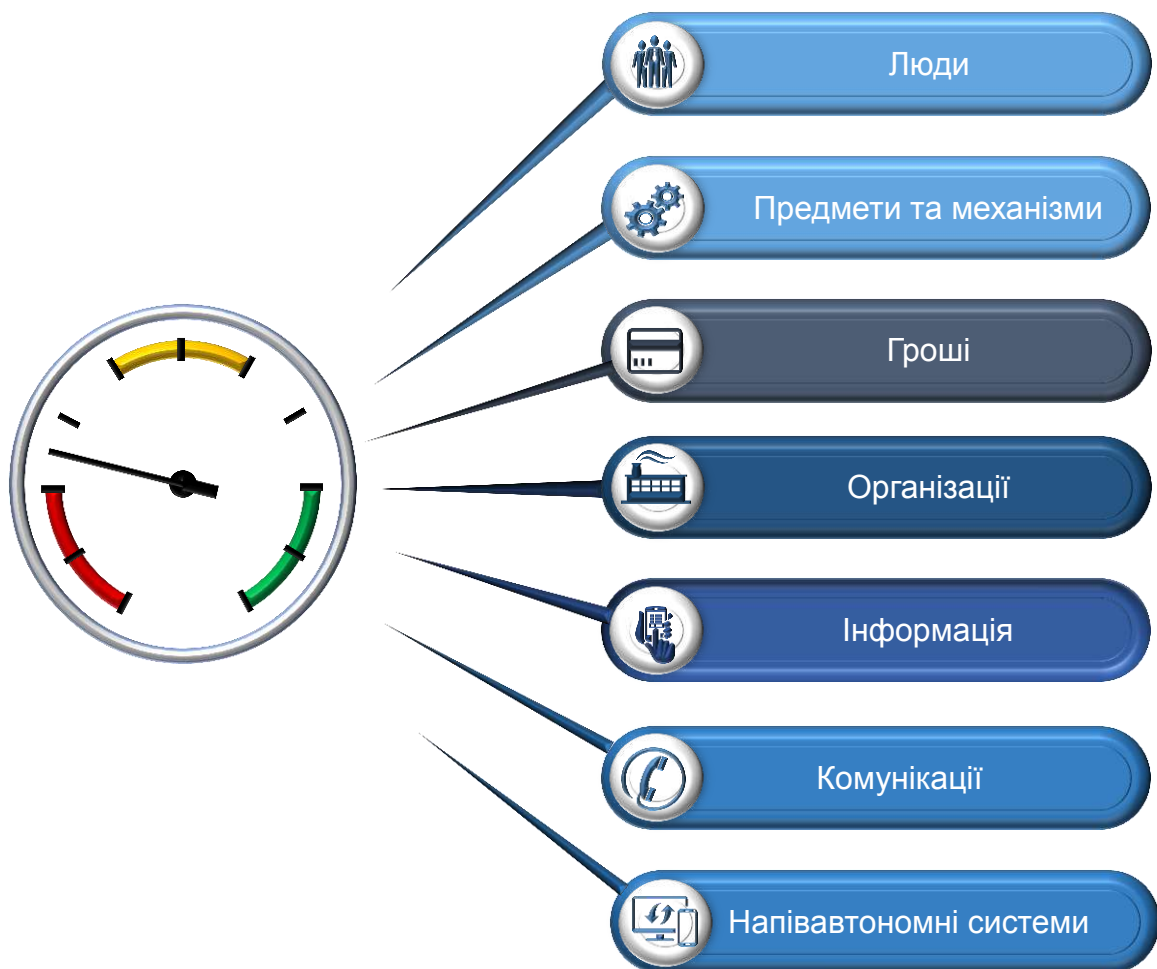 Люди
Предмети та механізми
Гроші
Організації
Інформація
Комунікації
Напівавтономні системи